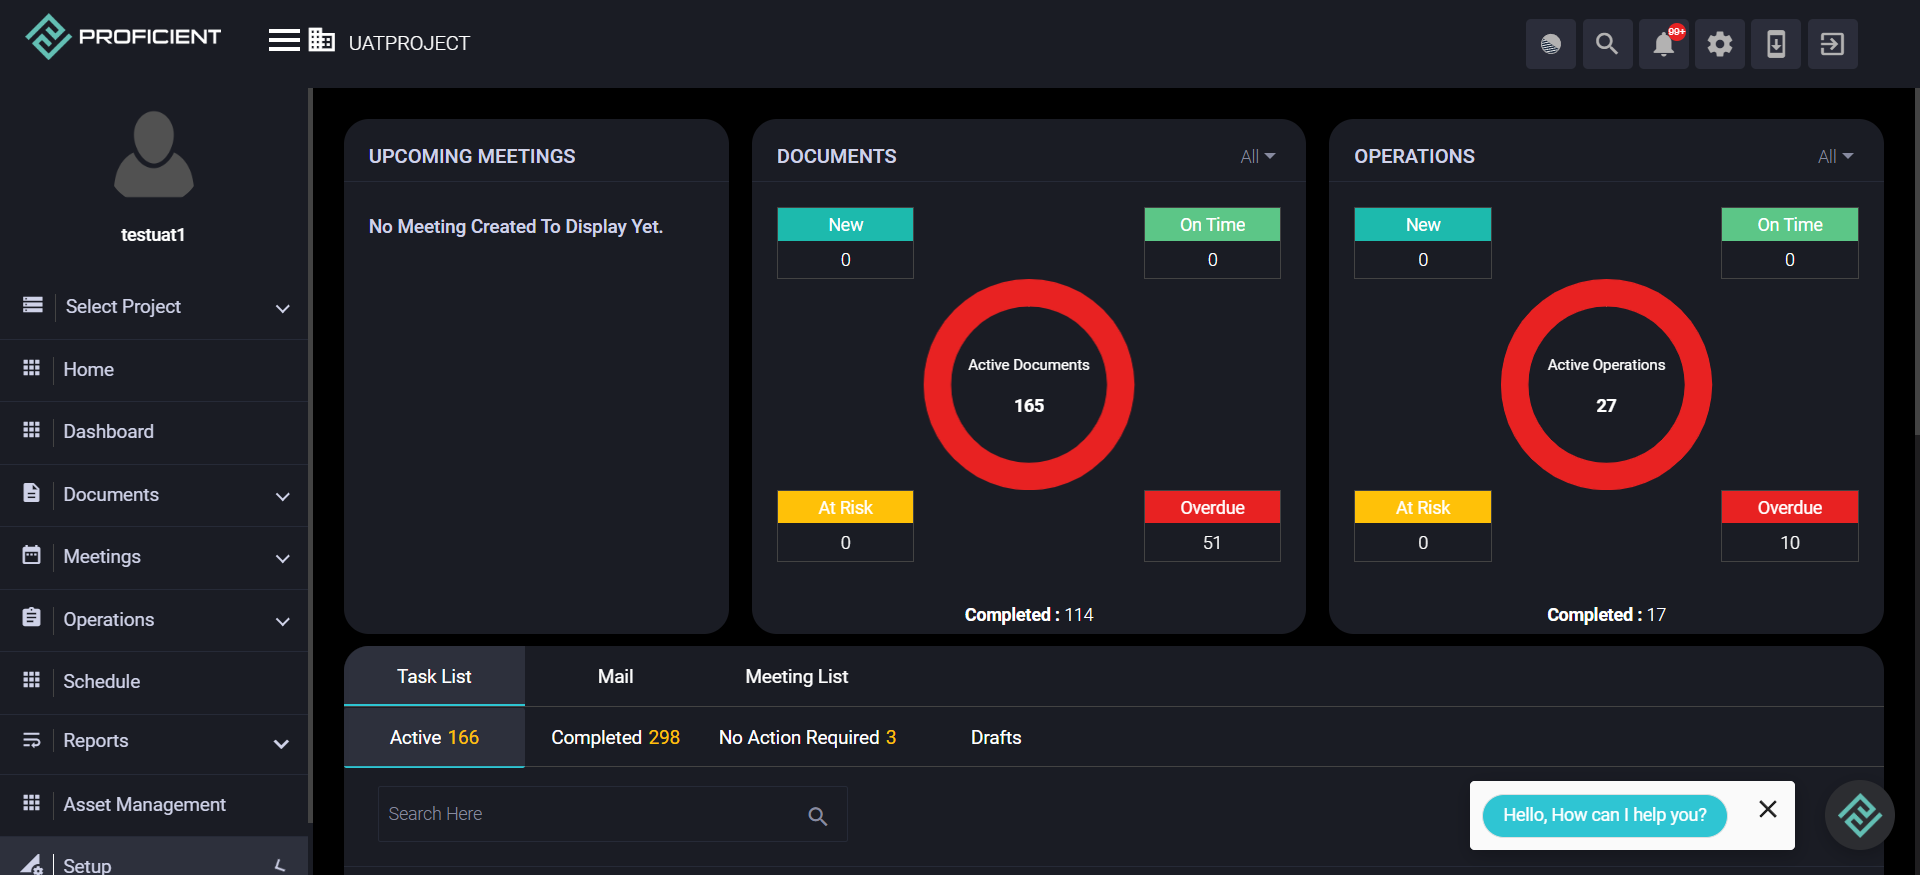 PROFICIENT
UATPROJECT
99+
testuat1
Select Project
Home
Dashboard
Documents
Meetings
Operations
Schedule
Reports
Asset Management
Setup
UPCOMING MEETINGS
No Meeting Created To Display Yet.
DOCUMENTS
All
New
0
On Time
0
Active Documents
165
At Risk
0
Overdue
51
Completed : 114
OPERATIONS
All
New
0
On Time
0
Active Operations
27
At Risk
0
Overdue
10
Completed : 17
Task List
Mail
Meeting List
Active 166
Completed 298
No Action Required 3
Drafts
Search Here
Hello, How can I help you?